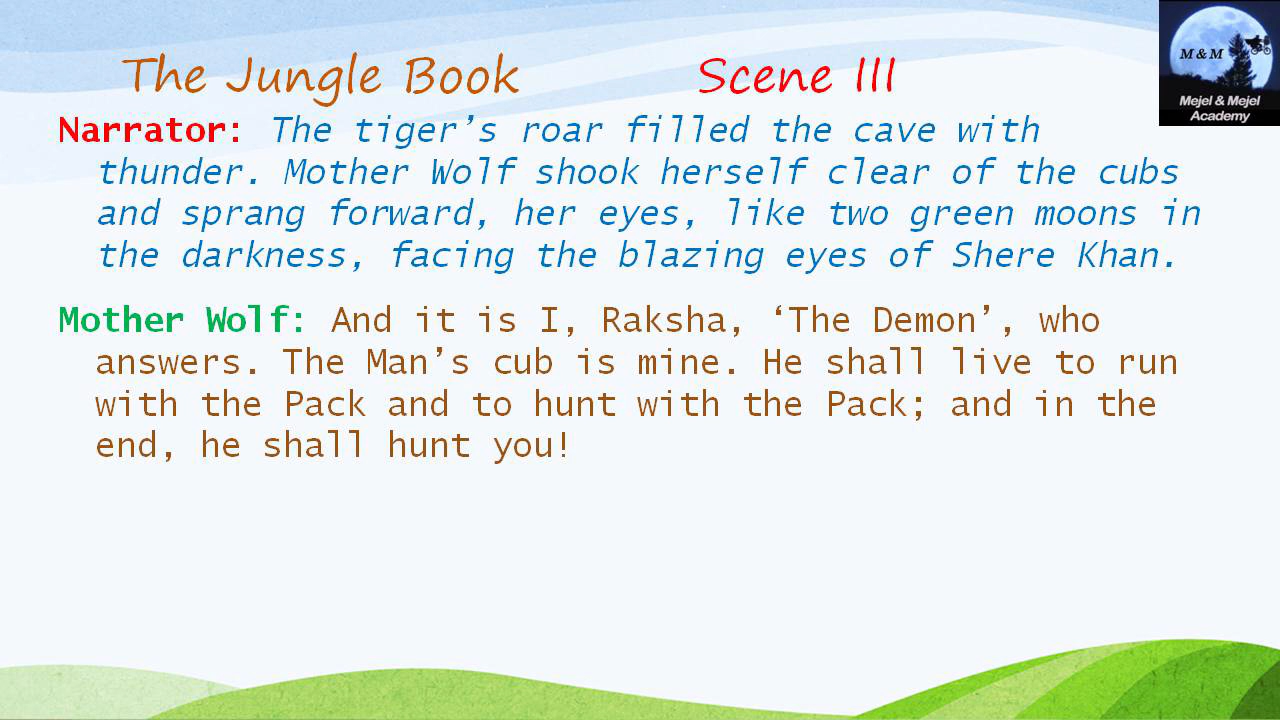 The Jungle Book Scene III
M & M
Mejel & Mejel
Academy
Narrator: The tiger’s roar filled the cave with
thunder. Mother Wolf shook herself clear of the cubs
and sprang forward, her eyes, like two green moons in
the darkness, facing the blazing eyes of Shere Khan.
Mother Wolf: And it is I, Raksha, ‘The Demon’, who
answers. The Man’s cub is mine. He shall live to run
with the Pack and to hunt with the Pack; and in the
end, he shall hunt you!